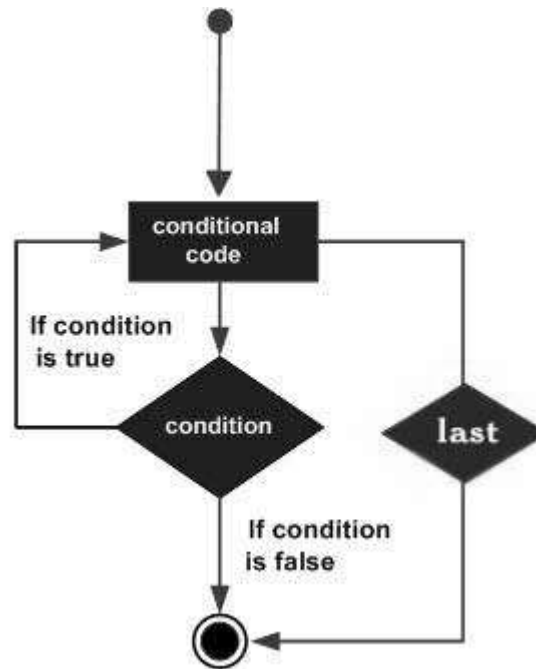 conditional
code
If condition
is true
condition
last
If condition
is false